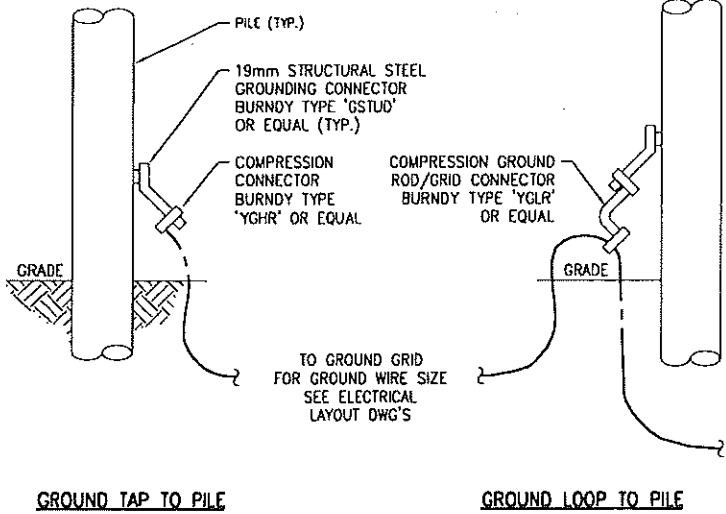 PILE (TYP.)
19mm STRUCTURAL STEEL
GROUNDING CONNECTOR
BURNDY TYPE 'GSTUD'
OR EQUAL (TYP.)
COMPRESSION
CONNECTOR
BURNDY TYPE
'YGHR' OR EQUAL
COMPRESSION GROUND
ROD/GRID CONNECTOR
BURNDY TYPE 'YGLR'
OR EQUAL
GRADE
GRADE
TO GROUND GRID
FOR GROUND WIRE SIZE
SEE ELECTRICAL
LAYOUT DWG'S
GROUND TAP TO PILE
GROUND LOOP TO PILE